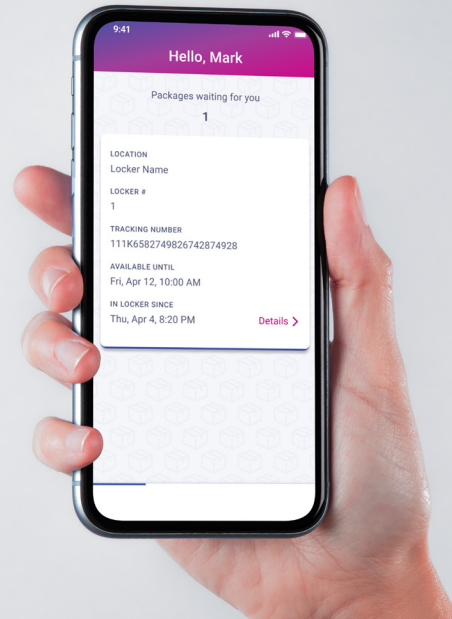 9:41
Hello, Mark
Packages waiting for you
1
LOCATION
Locker Name
LOCKER #
1
TRACKING NUMBER
111K6582749826742874928
AVAILABLE UNTIL
Fri, Apr 12, 10:00 AM
IN LOCKER SINCE
Thu, Apr 4, 8:20 PM
Details